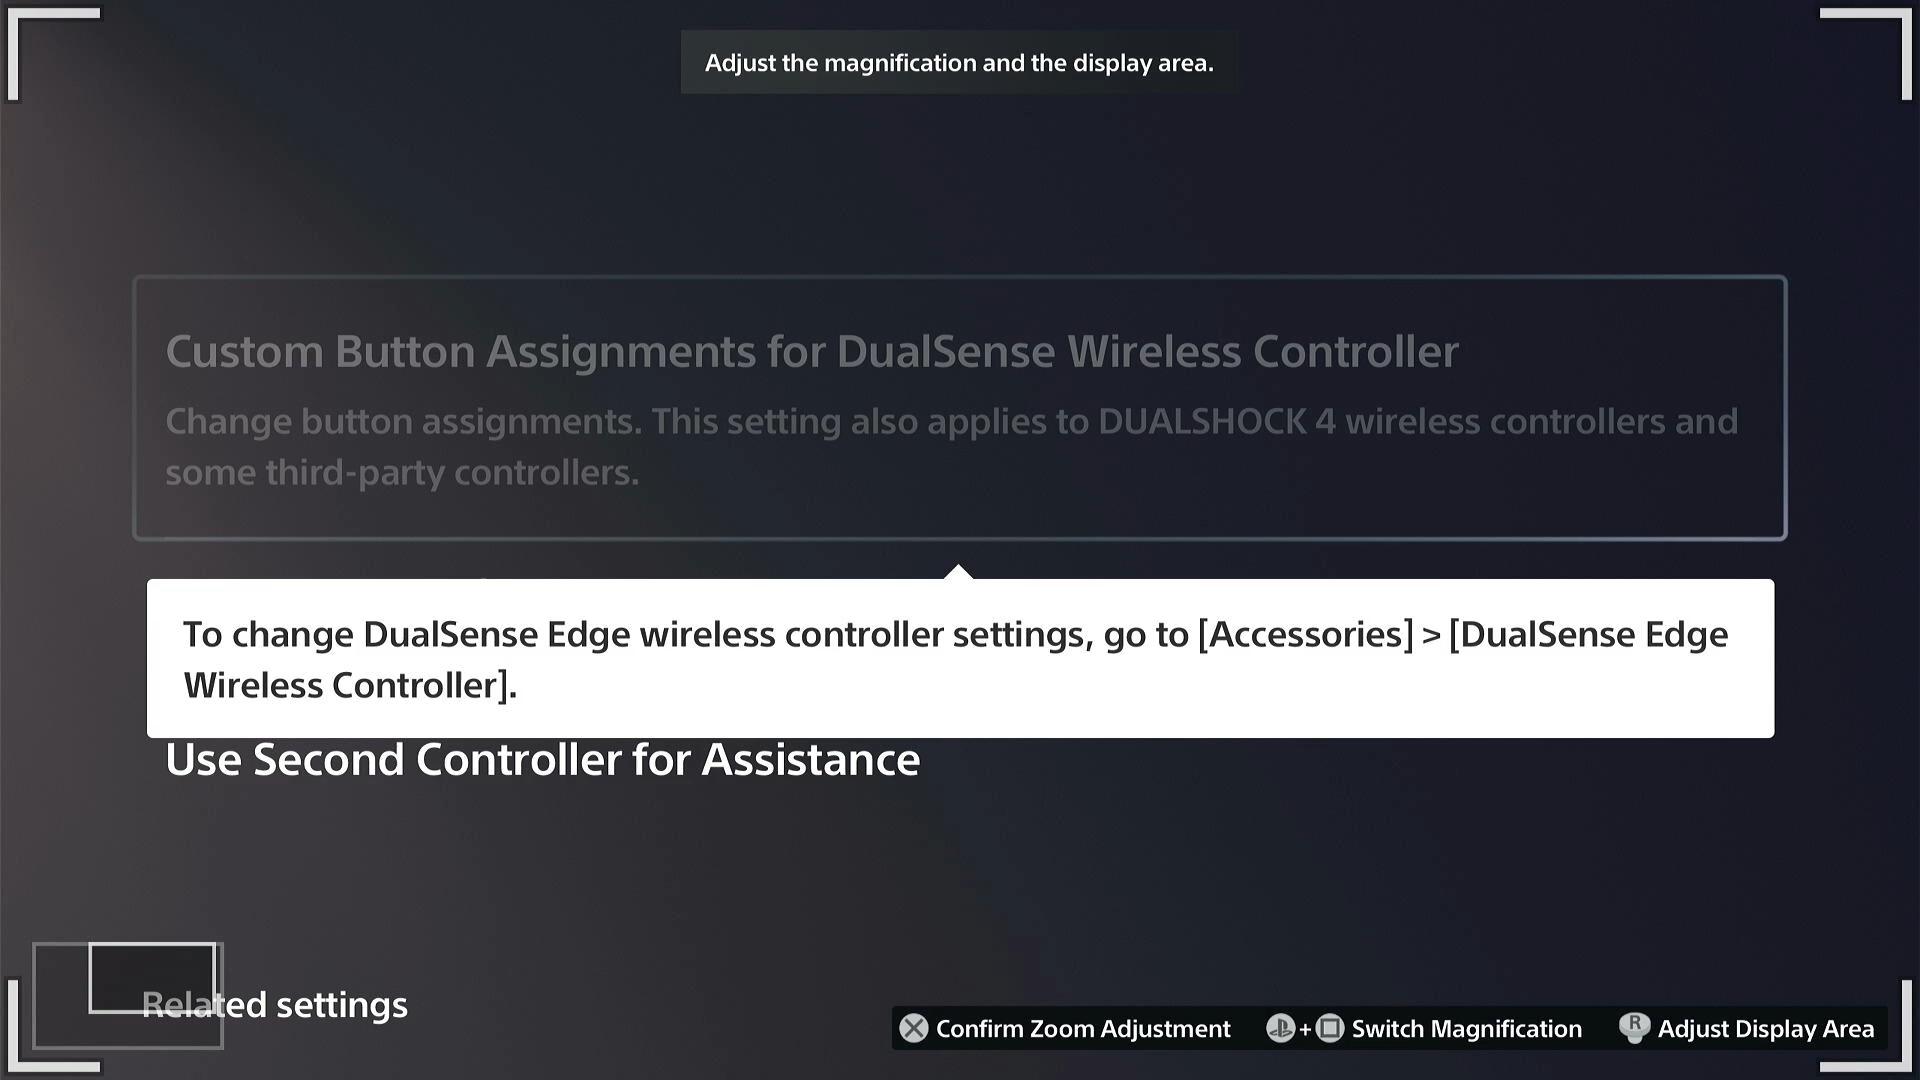 Adjust the magnification and the display area.
Custom Button Assignments for DualSense Wireless Controller
Change button assignments. This setting also applies to DUALSHOCK 4 wireless controllers and
some third-party controllers.
To change DualSense Edge wireless controller settings, go to [Accessories] > [DualSense Edge
Wireless Controller].
Use Second Controller for Assistance
Related settings
Confirm Zoom Adjustment + Switch Magnification R Adjust Display Area